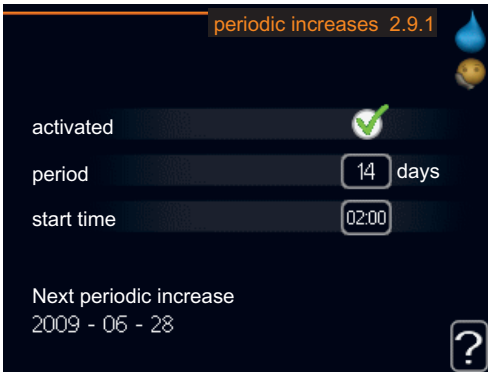 periodic increases 2.9.1
activated
period 14 days
start time 02:00
Next periodic increase
2009 - 06 - 28
?